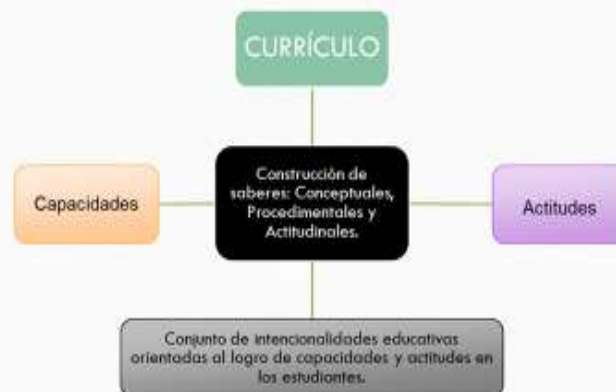 CURRÍCULO
Construcción de
saberes: Conceptuales,
Procedimentales y
Actitudinales.
Capacidades
Actitudes
Conjunto de intencionalidades educativas
orientadas al logro de capacidades y actitudes en
los estudiantes.